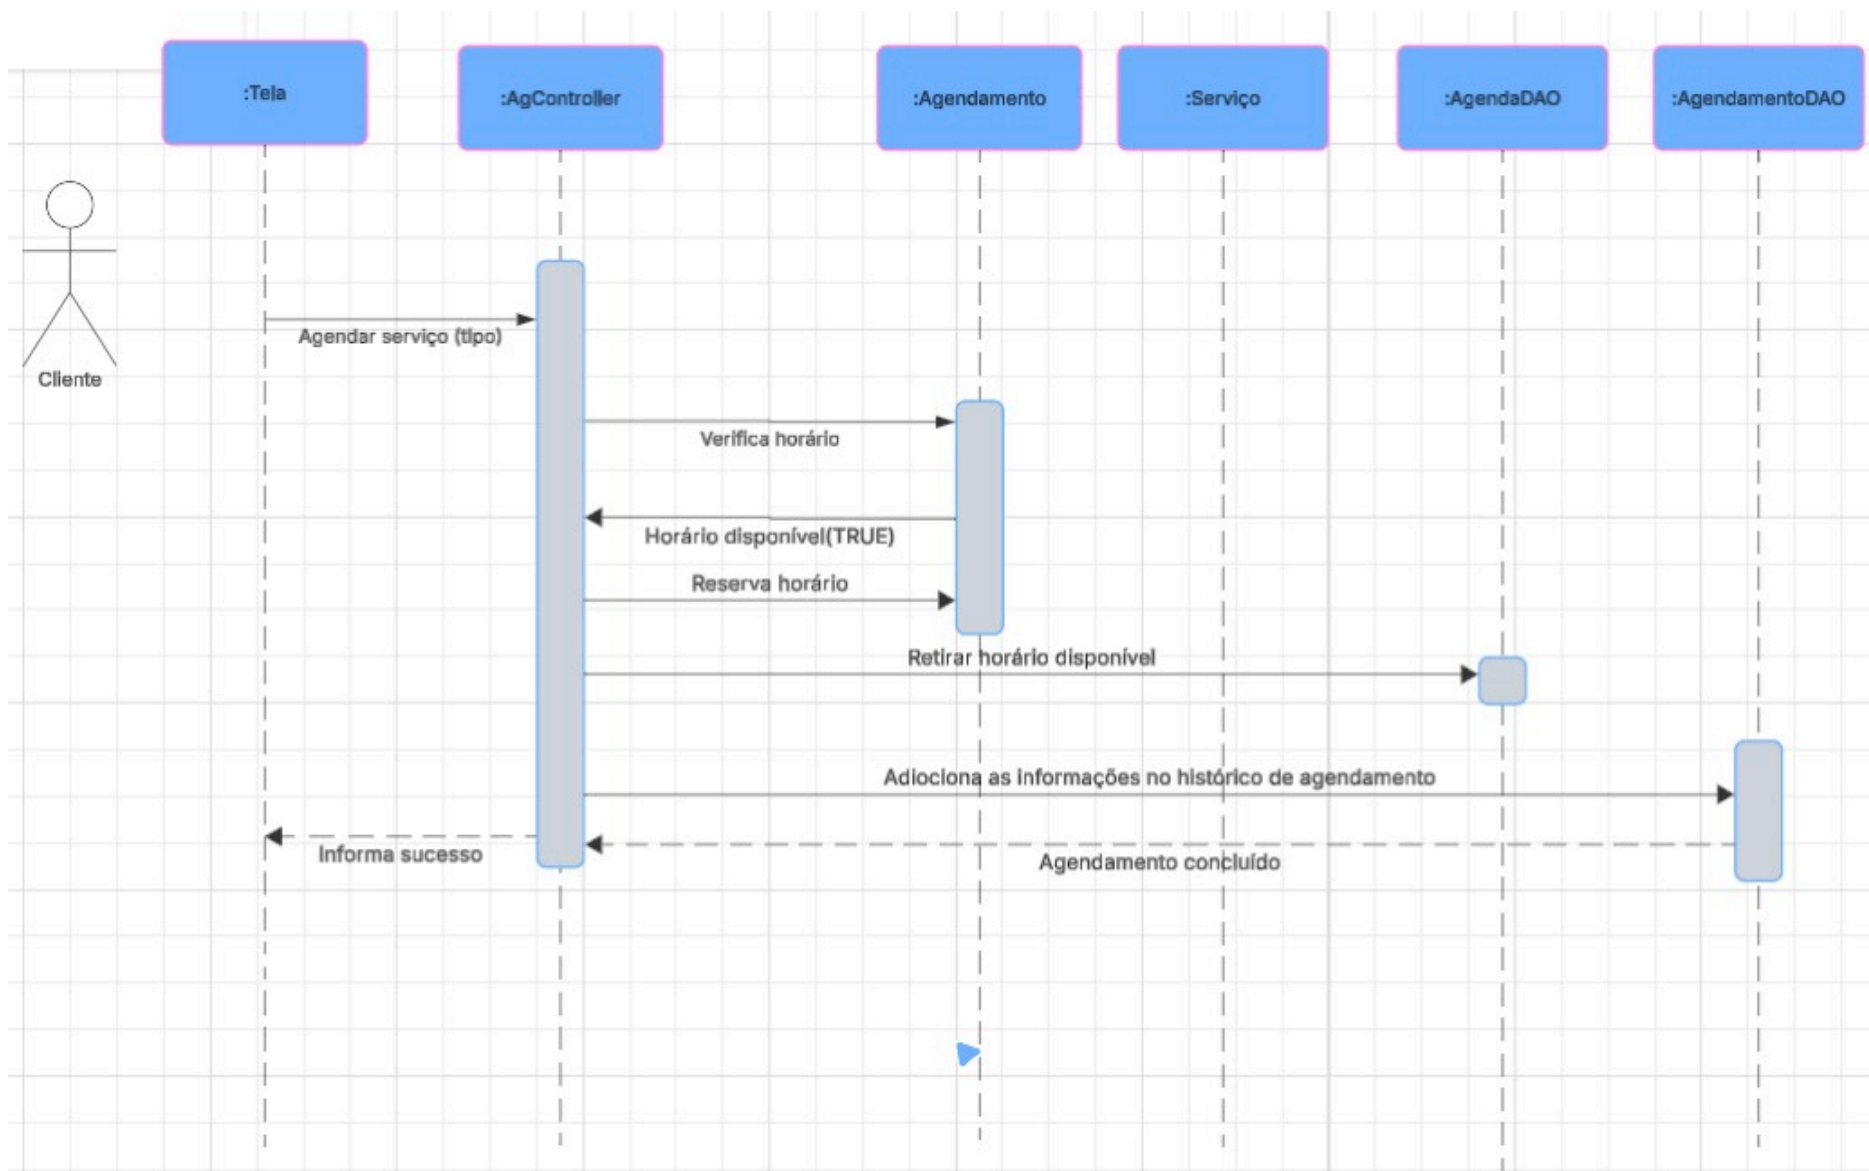 :Tela
:AgController
:Agendamento
:Serviço
:AgendaDAO
:AgendamentoDAO
Cliente
Agendar serviço (tipo)
Verifica horário
Horário disponível(TRUE)
Reserva horário
Retirar horário disponível
Adiociona as informações no histórico de agendamento
Informa sucesso
Agendamento concluído